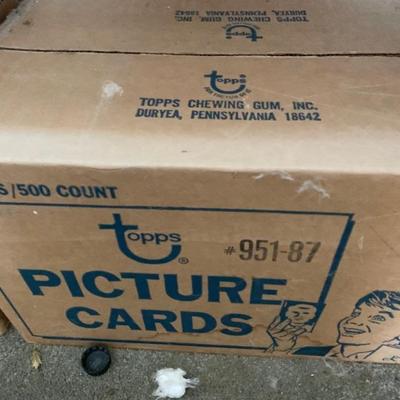 TOPPS CHEWING GUM, INC.
DURYEA, PENNSYLVANIA
18642
topps
TOPPS CHEWING GUM, INC.
DURYEA, PENNSYLVANIA 18642
/500 COUNT
topps
®
#951-87
PICTURE
CARDS